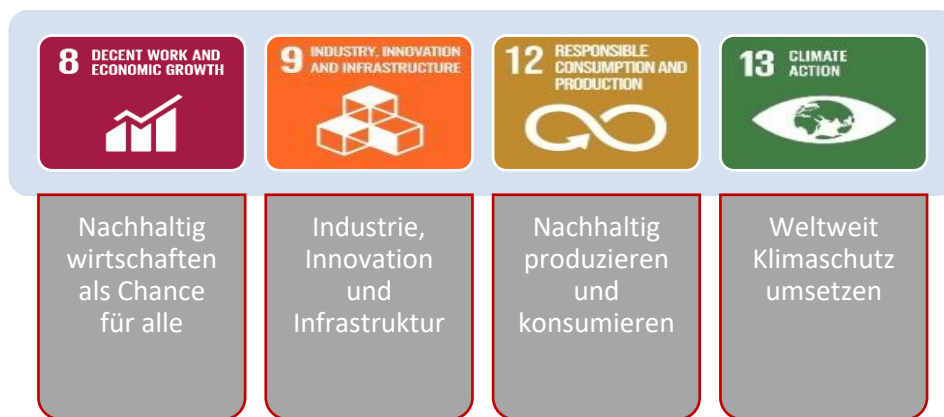 8 DECENT WORK AND
ECONOMIC GROWTH
9 INDUSTRY, INNOVATION
AND INFRASTRUCTURE
12 RESPONSIBLE
CONSUMPTION AND
PRODUCTION
13 CLIMATE
ACTION
Nachhaltig
wirtschaften
als Chance
für alle
Industrie,
Innovation
und
Infrastruktur
Nachhaltig
produzieren
und
konsumieren
Weltweit
Klimaschutz
umsetzen